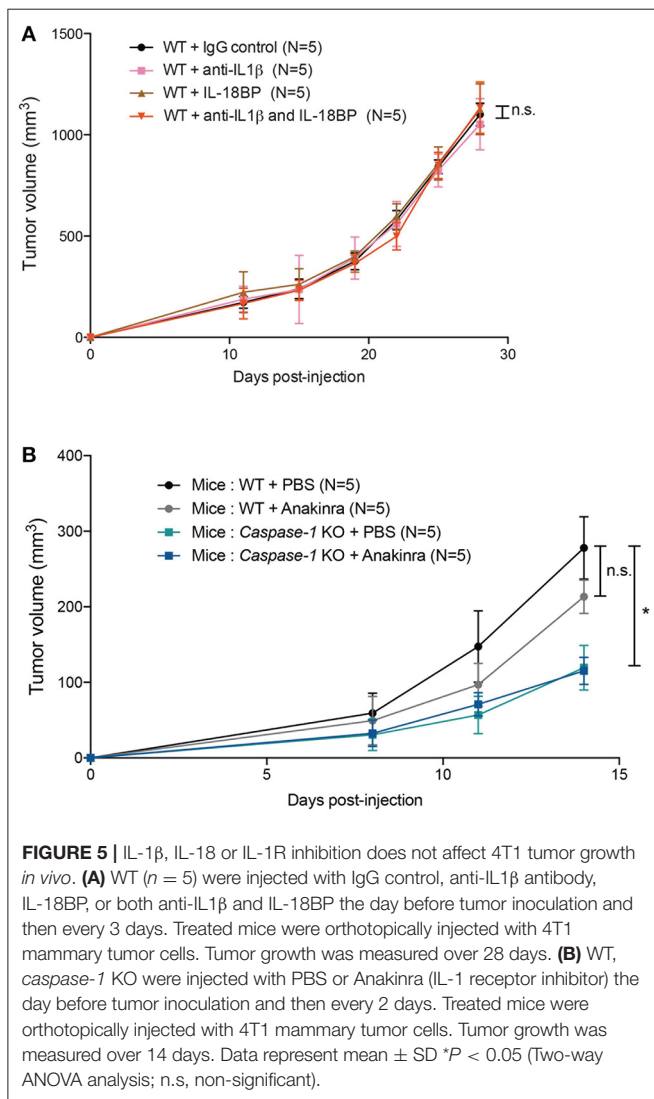 A
1500
1000
500
0
Tumor volume (mm³)
WT + IgG control (N=5)
WT + anti-IL1β (N=5)
WT + IL-18BP (N=5)
WT + anti-IL1β and IL-18BP (N=5)
n.s.
0 10 20 30
Days post-injection
B
400
300
200
100
0
Tumor volume (mm³)
Mice : WT + PBS (N=5)
Mice : WT + Anakinra (N=5)
Mice : Caspase-1 KO + PBS (N=5)
Mice : Caspase-1 KO + Anakinra (N=5)
n.s.
*
0 5 10 15
Days post-injection
FIGURE 5 | IL-1β, IL-18 or IL-1R inhibition does not affect 4T1 tumor growth
in vivo. (A) WT (n = 5) were injected with IgG control, anti-IL1β antibody,
IL-18BP, or both anti-IL1β and IL-18BP the day before tumor inoculation and
then every 3 days. Treated mice were orthotopically injected with 4T1
mammary tumor cells. Tumor growth was measured over 28 days. (B) WT,
caspase-1 KO were injected with PBS or Anakinra (IL-1 receptor inhibitor) the
day before tumor inoculation and then every 2 days. Treated mice were
orthotopically injected with 4T1 mammary tumor cells. Tumor growth was
measured over 14 days. Data represent mean ± SD *P < 0.05 (Two-way
ANOVA analysis; n.s, non-significant).